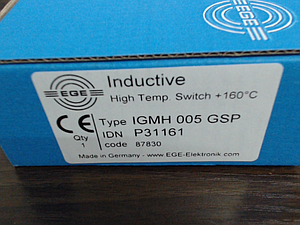 EGE
Inductive
High Temp. Switch +160°C
CE
Type IGMH 005 GSP
Qty IDN P31161
1 code 87830
Made in Germany - www.EGE-Elektronik.com